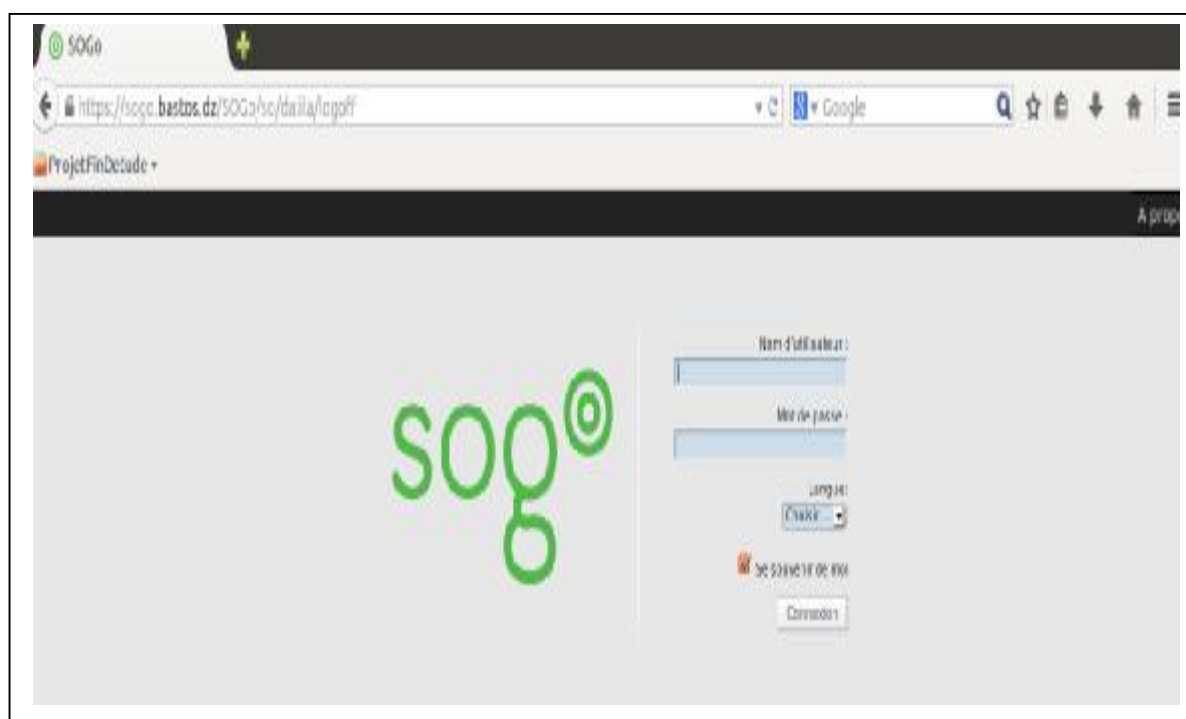 SOGo
https://sogo.bastos.dz/SOGo/so/dalila/logoff
Google
ProjetFinDetude
A prop
sogo
Nom d'utilisateur :
Mot de passe :
Langue:
Choisir ...
Se souvenir de moi
Connexion